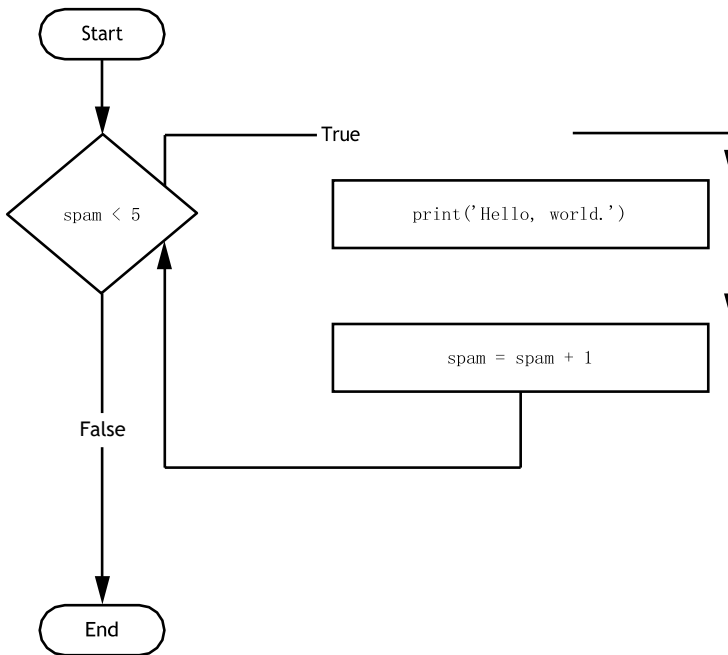 Start
True
spam < 5
print('Hello, world.')
spam = spam + 1
False
End